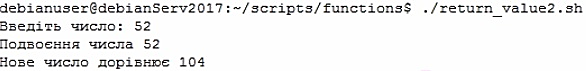 debianuser@debianServ2017:~/scripts/functions$ ./return_value2.sh
Введіть число: 52
Подвоєння числа 52
Нове число дорівнює 104